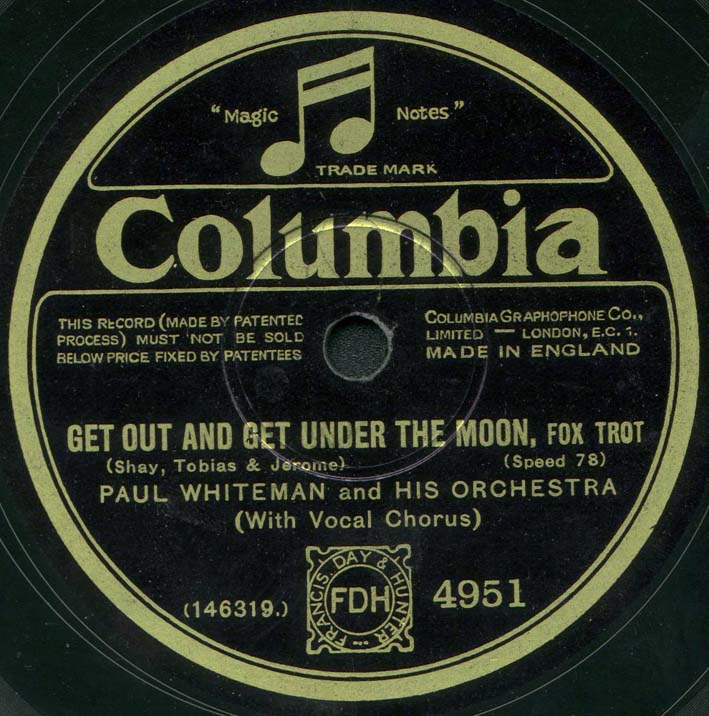 "Magic Notes"
TRADE MARK
Columbia
THIS RECORD (MADE BY PATENTED
PROCESS) MUST NOT BE SOLD
BELOW PRICE FIXED BY PATENTEES
COLUMBIA GRAPHOPHONE CO.,
LIMITED — LONDON, E.C. 1.
MADE IN ENGLAND
GET OUT AND GET UNDER THE MOON, FOX TROT
(Shay, Tobias & Jerome) (Speed 78)
PAUL WHITEMAN and HIS ORCHESTRA
(With Vocal Chorus)
(146319.)
FRANCIS, DAY & HUNTER
FDH
4951